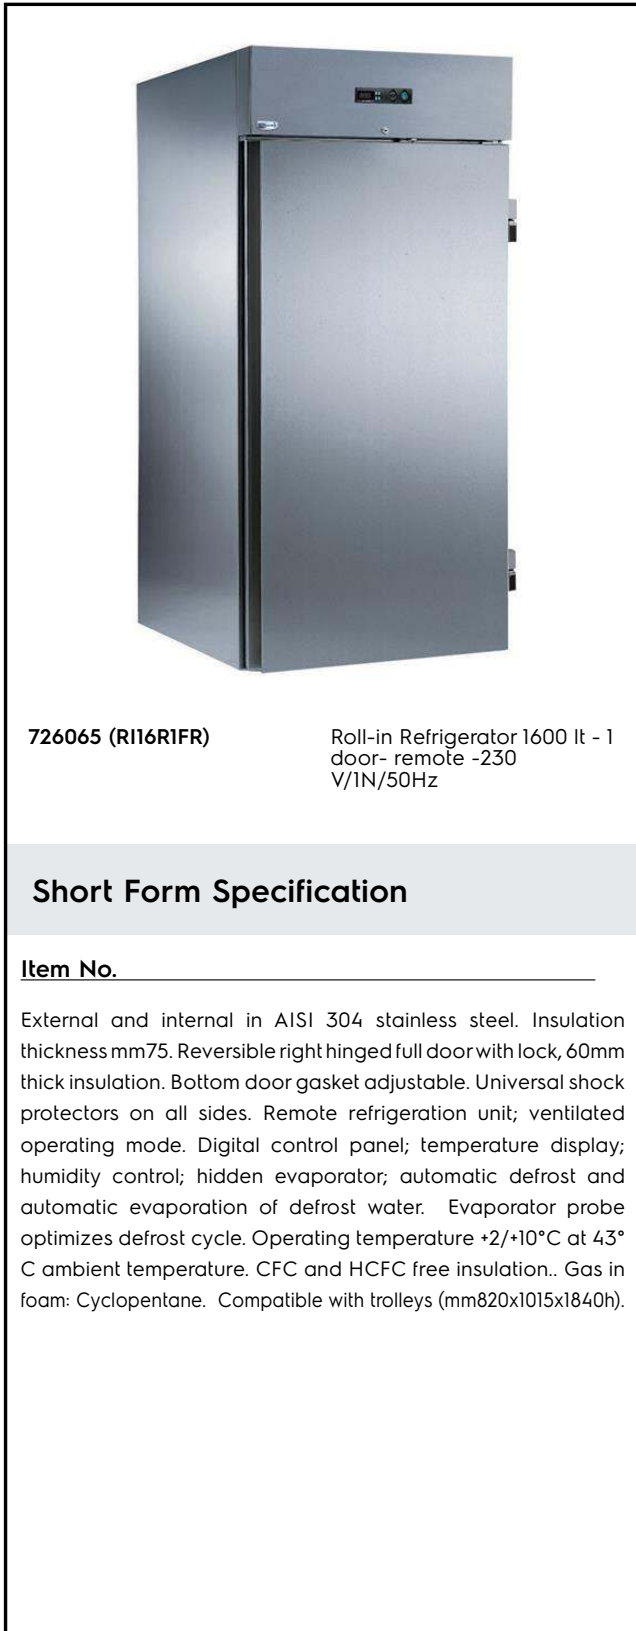 726065 (RI16R1FR)
Roll-in Refrigerator 1600 lt - 1
door- remote -230
V/1N/50Hz
Short Form Specification
Item No.
External and internal in AISI 304 stainless steel. Insulation
thickness mm75. Reversible right hinged full door with lock, 60mm
thick insulation. Bottom door gasket adjustable. Universal shock
protectors on all sides. Remote refrigeration unit; ventilated
operating mode. Digital control panel; temperature display;
humidity control; hidden evaporator; automatic defrost and
automatic evaporation of defrost water. Evaporator probe
optimizes defrost cycle. Operating temperature +2/+10°C at 43°
C ambient temperature. CFC and HCFC free insulation.. Gas in
foam: Cyclopentane. Compatible with trolleys (mm820x1015x1840h).